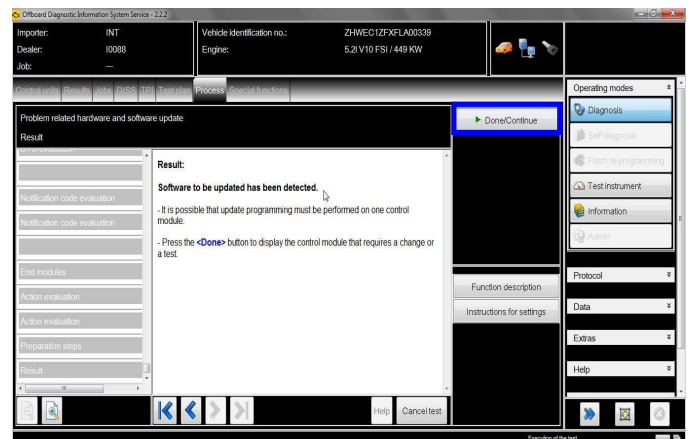 Offboard Diagnostic Information System Service - 2.2.2
Importer: INT
Dealer: I0088
Job: ---
Vehicle identification no.: ZHWEC1ZFXFLA00339
Engine: 5.2l V10 FSI / 449 KW
Control units Results Jobs DISS TPI Test plan Process Special functions
Problem related hardware and software update
Result
Notification code evaluation
Notification code evaluation
End modules
Action evaluation
Action evaluation
Preparation steps
Result
Result:
Software to be updated has been detected.
- It is possible that update programming must be performed on one control
module.
- Press the <Done> button to display the control module that requires a change or
a test.
Help
Cancel test
Done/Continue
Function description
Instructions for settings
Operating modes
Diagnosis
Self-diagnosis
Flash re-programming
Test instrument
Information
Admin
Protocol
Data
Extras
Help
Execution of the test